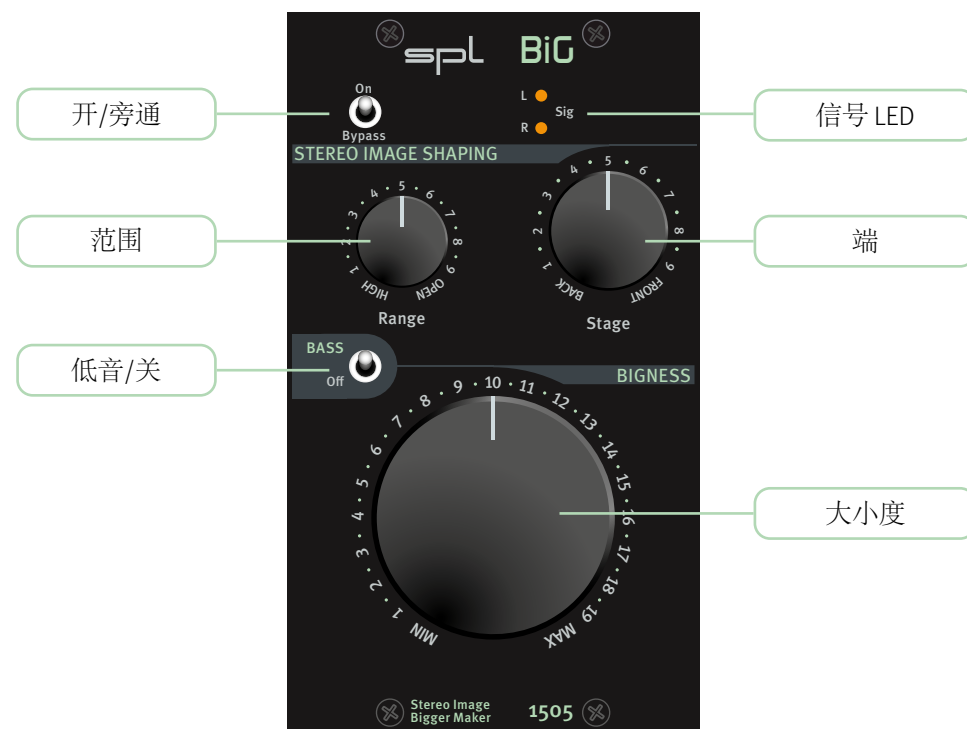 spl BiG
On
开/旁通
Bypass
L
Sig
R
信号 LED
STEREO IMAGE SHAPING
HIGH 1 2 3 4 5 6 7 8 9 OPEN
范围
Range
BACK 1 2 3 4 5 6 7 8 9 FRONT
端
Stage
BASS
低音/关
Off
BIGNESS
MIN 1 2 3 4 5 6 7 8 9 10 11 12 13 14 15 16 17 18 19 MAX
大小度
Stereo Image
Bigger Maker
1505